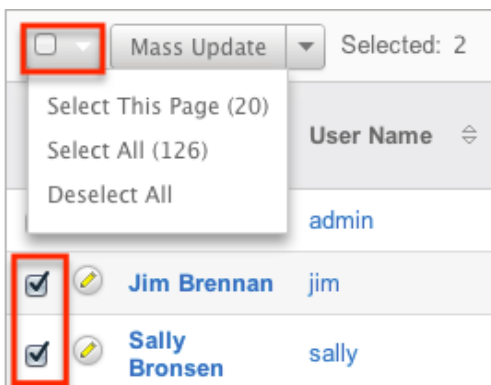 Mass Update Selected: 2
Select This Page (20)
Select All (126)
Deselect All
User Name
admin
Jim Brennan jim
Sally
Bronsen
sally